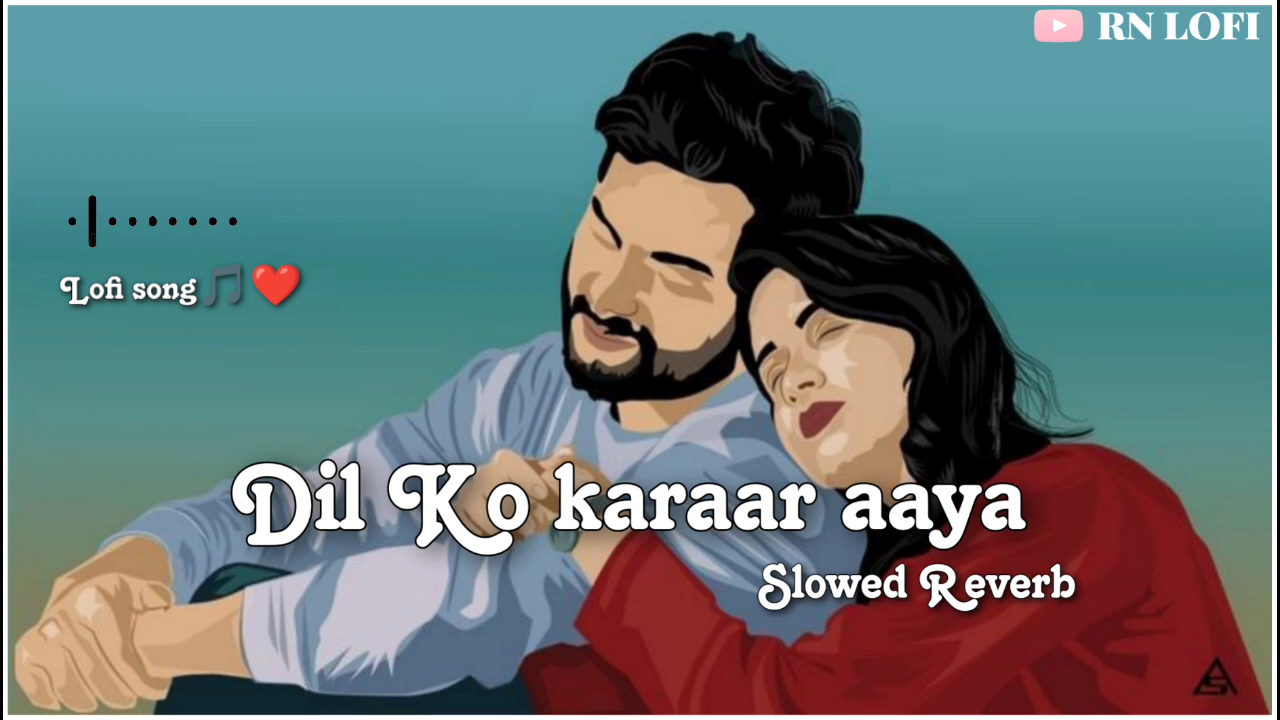 RN LOFI
Lofi song🎵❤️
Dil Ko karaar aaya
Slowed Reverb